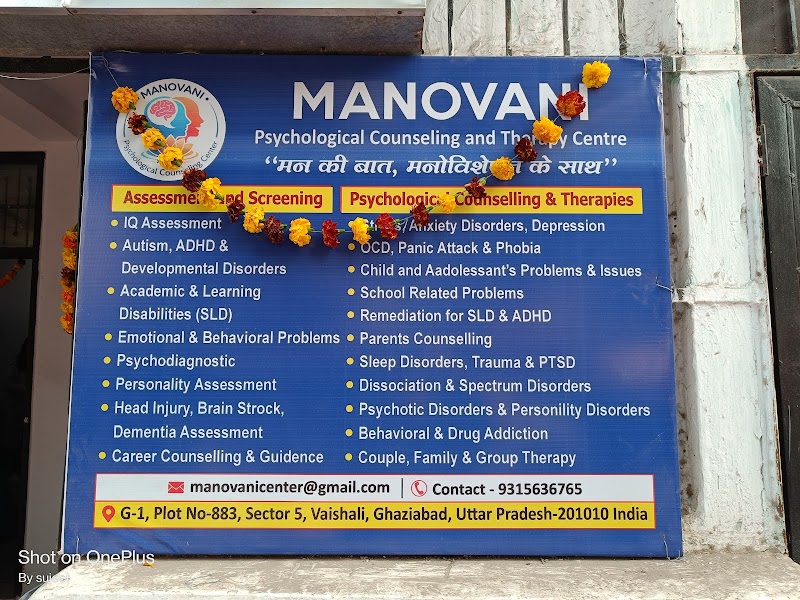 MANOVANI
Psychological Counseling Center
MANOVANI
Psychological Counseling and Therapy Centre
“मन की बात, मनोविशे के साथ”
Assessment and Screening
IQ Assessment
Autism, ADHD &
Developmental Disorders
Academic & Learning
Disabilities (SLD)
Emotional & Behavioral Problems
Psychodiagnostic
Personality Assessment
Head Injury, Brain Strock,
Dementia Assessment
Career Counselling & Guidence
Psychological Counselling & Therapies
Stress/Anxiety Disorders, Depression
OCD, Panic Attack & Phobia
Child and Aadolessant's Problems & Issues
School Related Problems
Remediation for SLD & ADHD
Parents Counselling
Sleep Disorders, Trauma & PTSD
Dissociation & Spectrum Disorders
Psychotic Disorders & Personility Disorders
Behavioral & Drug Addiction
Couple, Family & Group Therapy
manovanicenter@gmail.com
Contact - 9315636765
G-1, Plot No-883, Sector 5, Vaishali, Ghaziabad, Uttar Pradesh-201010 India
Shot on OnePlus
By